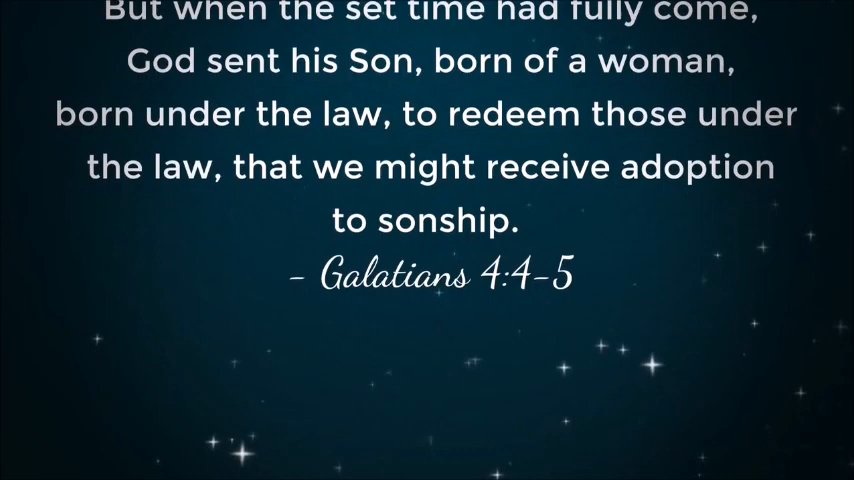 But when the set time had fully come,
God sent his Son, born of a woman,
born under the law, to redeem those under
the law, that we might receive adoption
to sonship.
- Galatians 4:4-5